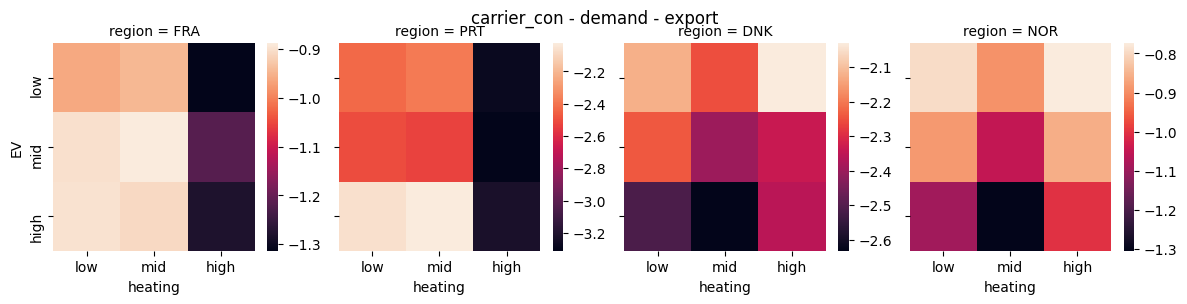 carrier_con - demand - export
region = FRA
region = PRT
region = DNK
region = NOR
EV
low
mid
high
−0.9
−1.0
−1.1
−1.2
−1.3
−2.2
−2.4
−2.6
−2.8
−3.0
−3.2
−2.1
−2.2
−2.3
−2.4
−2.5
−2.6
−0.8
−0.9
−1.0
−1.1
−1.2
−1.3
low mid high
low mid high
low mid high
low mid high
heating
heating
heating
heating